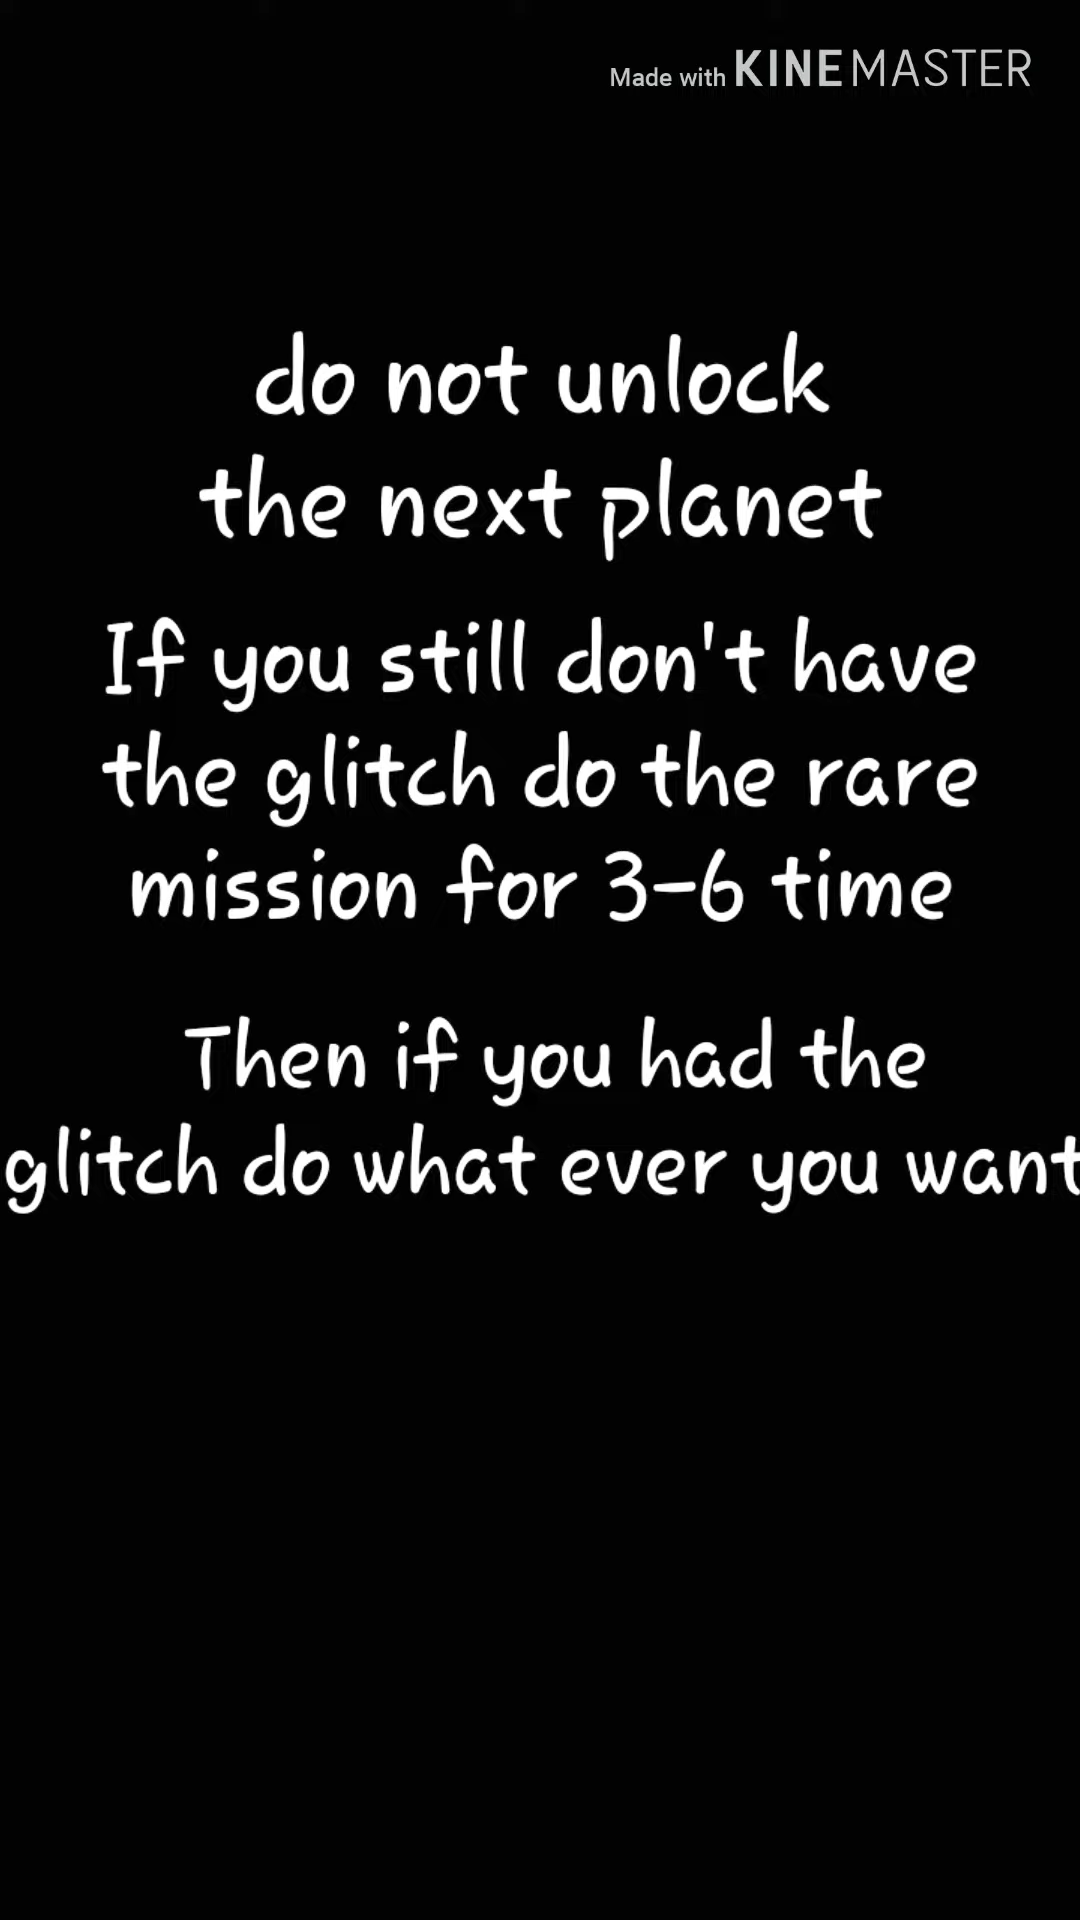 Made with KINEMASTER
do not unlock
the next planet
If you still don't have
the glitch do the rare
mission for 3-6 time
Then if you had the
glitch do what ever you want